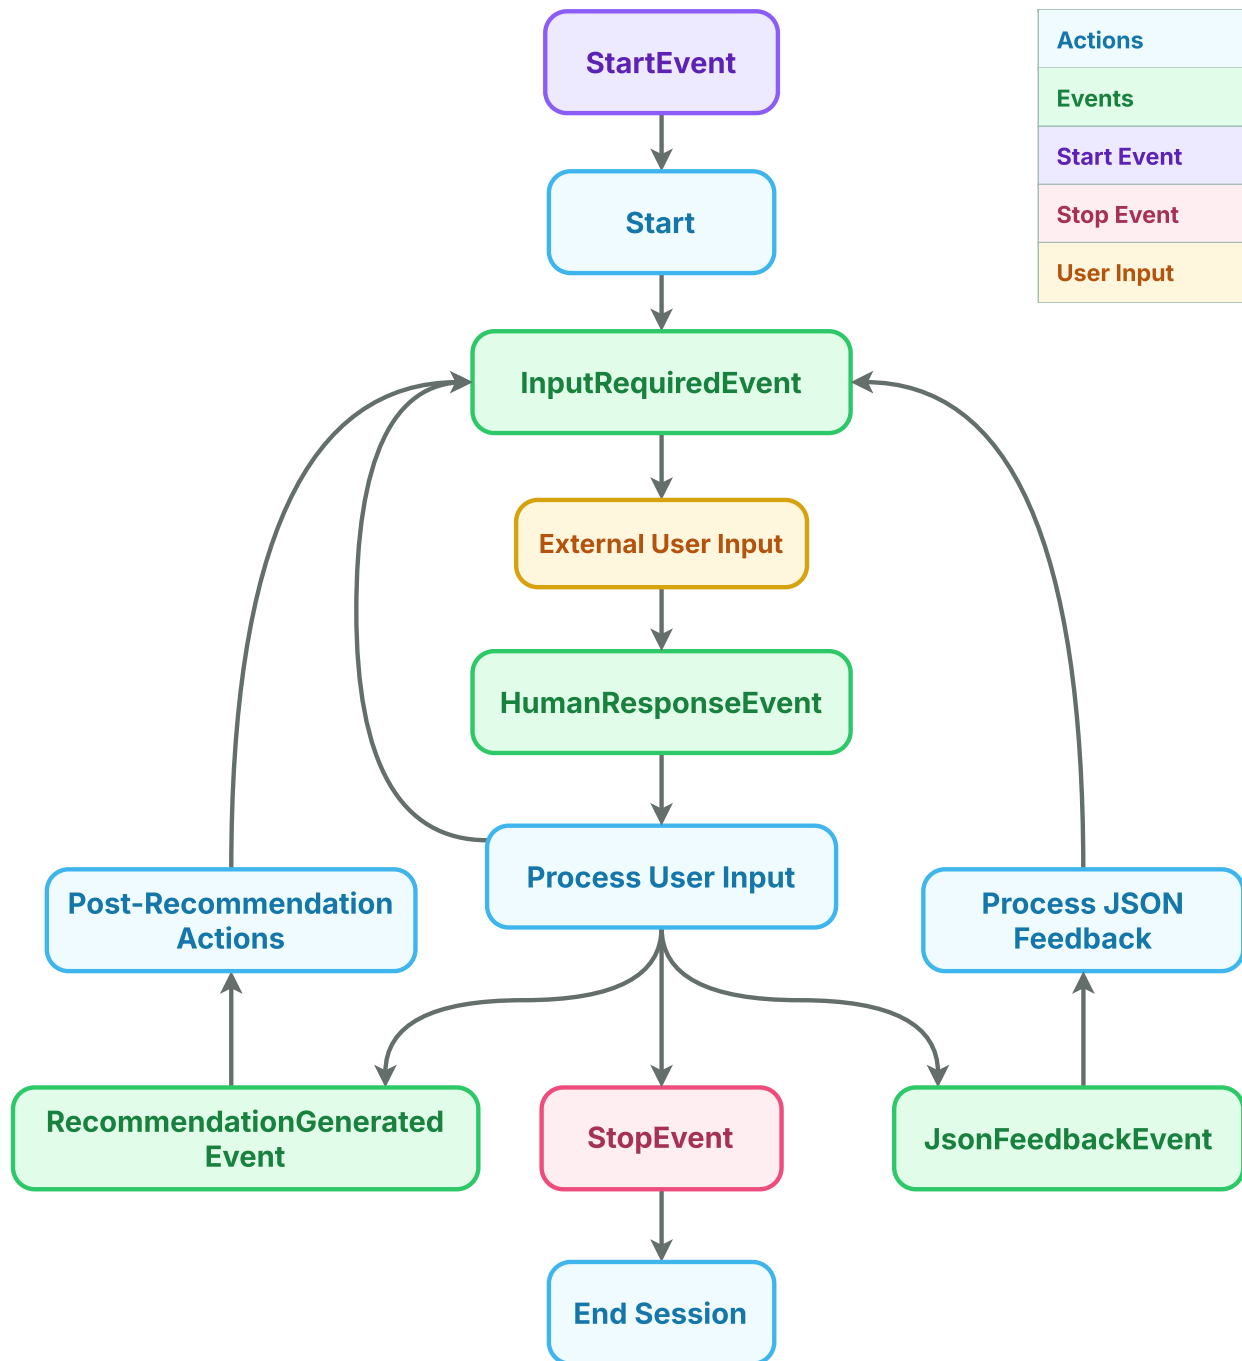 StartEvent
Actions
Events
Start Event
Stop Event
User Input
Start
InputRequiredEvent
External User Input
HumanResponseEvent
Process User Input
Post-Recommendation
Actions
Process JSON
Feedback
RecommendationGenerated
Event
StopEvent
JsonFeedbackEvent
End Session